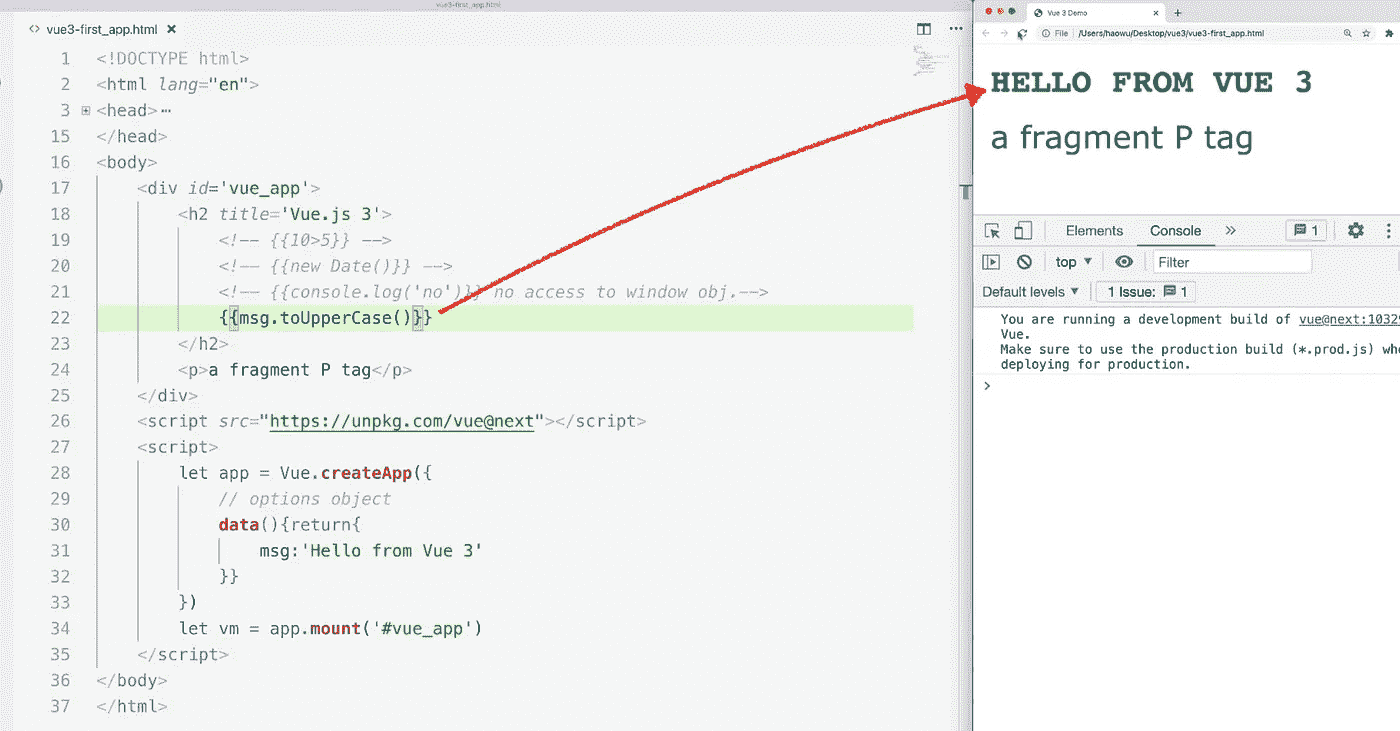 vue3-first_app.html
vue3-first_app.html
1 <!DOCTYPE html>
2 <html lang="en">
3 <head>…
15 </head>
16 <body>
17 <div id='vue_app'>
18 <h2 title='Vue.js 3'>
19 <!-- {{10>5}} -->
20 <!-- {{new Date()}} -->
21 <!-- {{console.log('no')}} no access to window obj.-->
22 {{msg.toUpperCase()}}
23 </h2>
24 <p>a fragment P tag</p>
25 </div>
26 <script src="https://unpkg.com/vue@next"></script>
27 <script>
28 let app = Vue.createApp({
29 // options object
30 data(){return{
31 msg:'Hello from Vue 3'
32 }}
33 })
34 let vm = app.mount('#vue_app')
35 </script>
36 </body>
37 </html>
Vue 3 Demo
File /Users/haowu/Desktop/vue3/vue3-first_app.html
HELLO FROM VUE 3
a fragment P tag
Elements Console 1
top Filter
Default levels 1 Issue: 1
You are running a development build of vue@next:1032
Vue.
Make sure to use the production build (*.prod.js) whe
deploying for production.